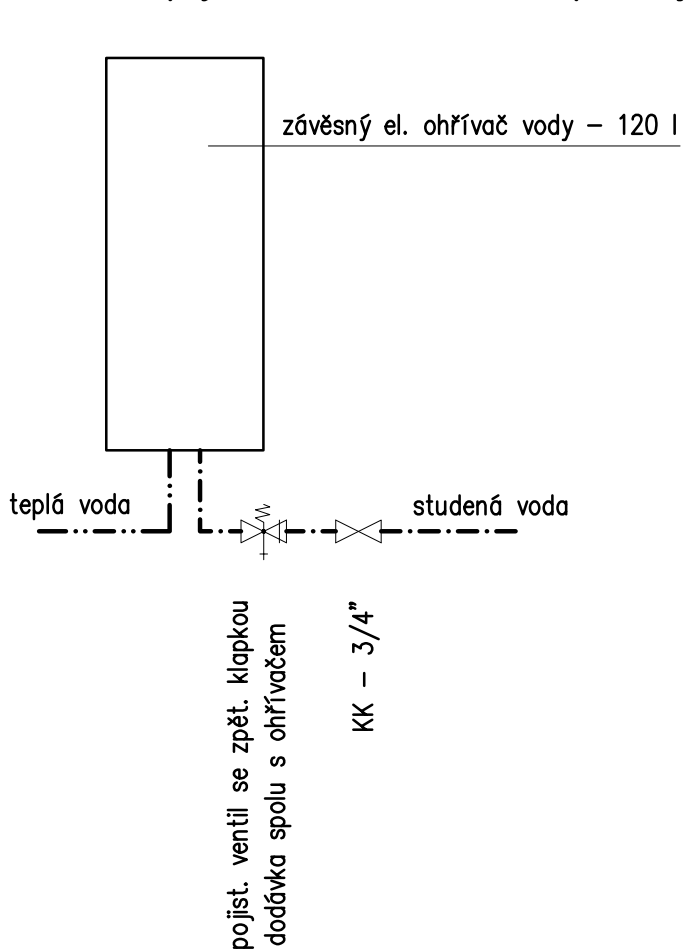 závěsný el. ohřívač vody – 120 l
teplá voda
studená voda
pojist. ventil se zpět. klapkou
dodávka spolu s ohřívačem
KK – 3/4"